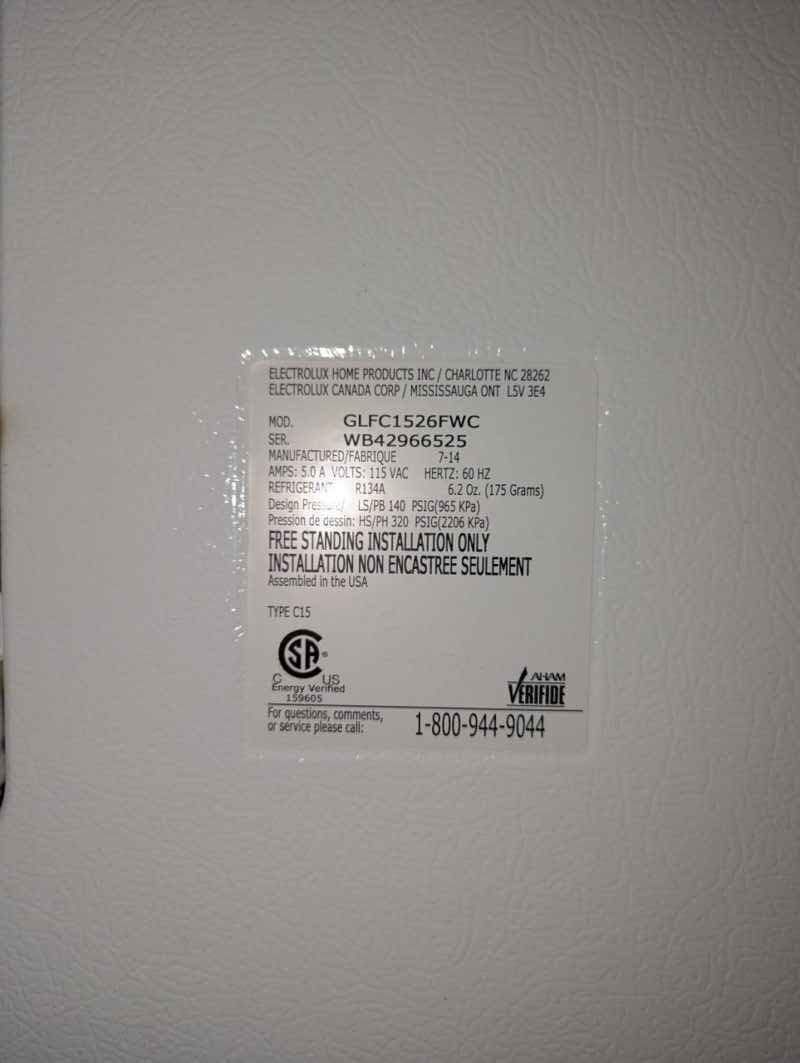 ELECTROLUX HOME PRODUCTS INC / CHARLOTTE NC 28262
ELECTROLUX CANADA CORP / MISSISSAUGA ONT L5V 3E4
MOD. GLFC1526FWC
SER. WB42966525
MANUFACTURED/FABRIQUE 7-14
AMPS: 5.0 A VOLTS: 115 VAC HERTZ: 60 HZ
REFRIGERANT R134A 6.2 Oz. (175 Grams)
Design Pressure/ LS/PB 140 PSIG(965 KPa)
Pression de dessin: HS/PH 320 PSIG(2206 KPa)
FREE STANDING INSTALLATION ONLY
INSTALLATION NON ENCASTREE SEULEMENT
Assembled in the USA
TYPE C15
SA ®
C US
Energy Verified
159605
AHAM
VERIFIDE
For questions, comments,
or service please call: 1-800-944-9044